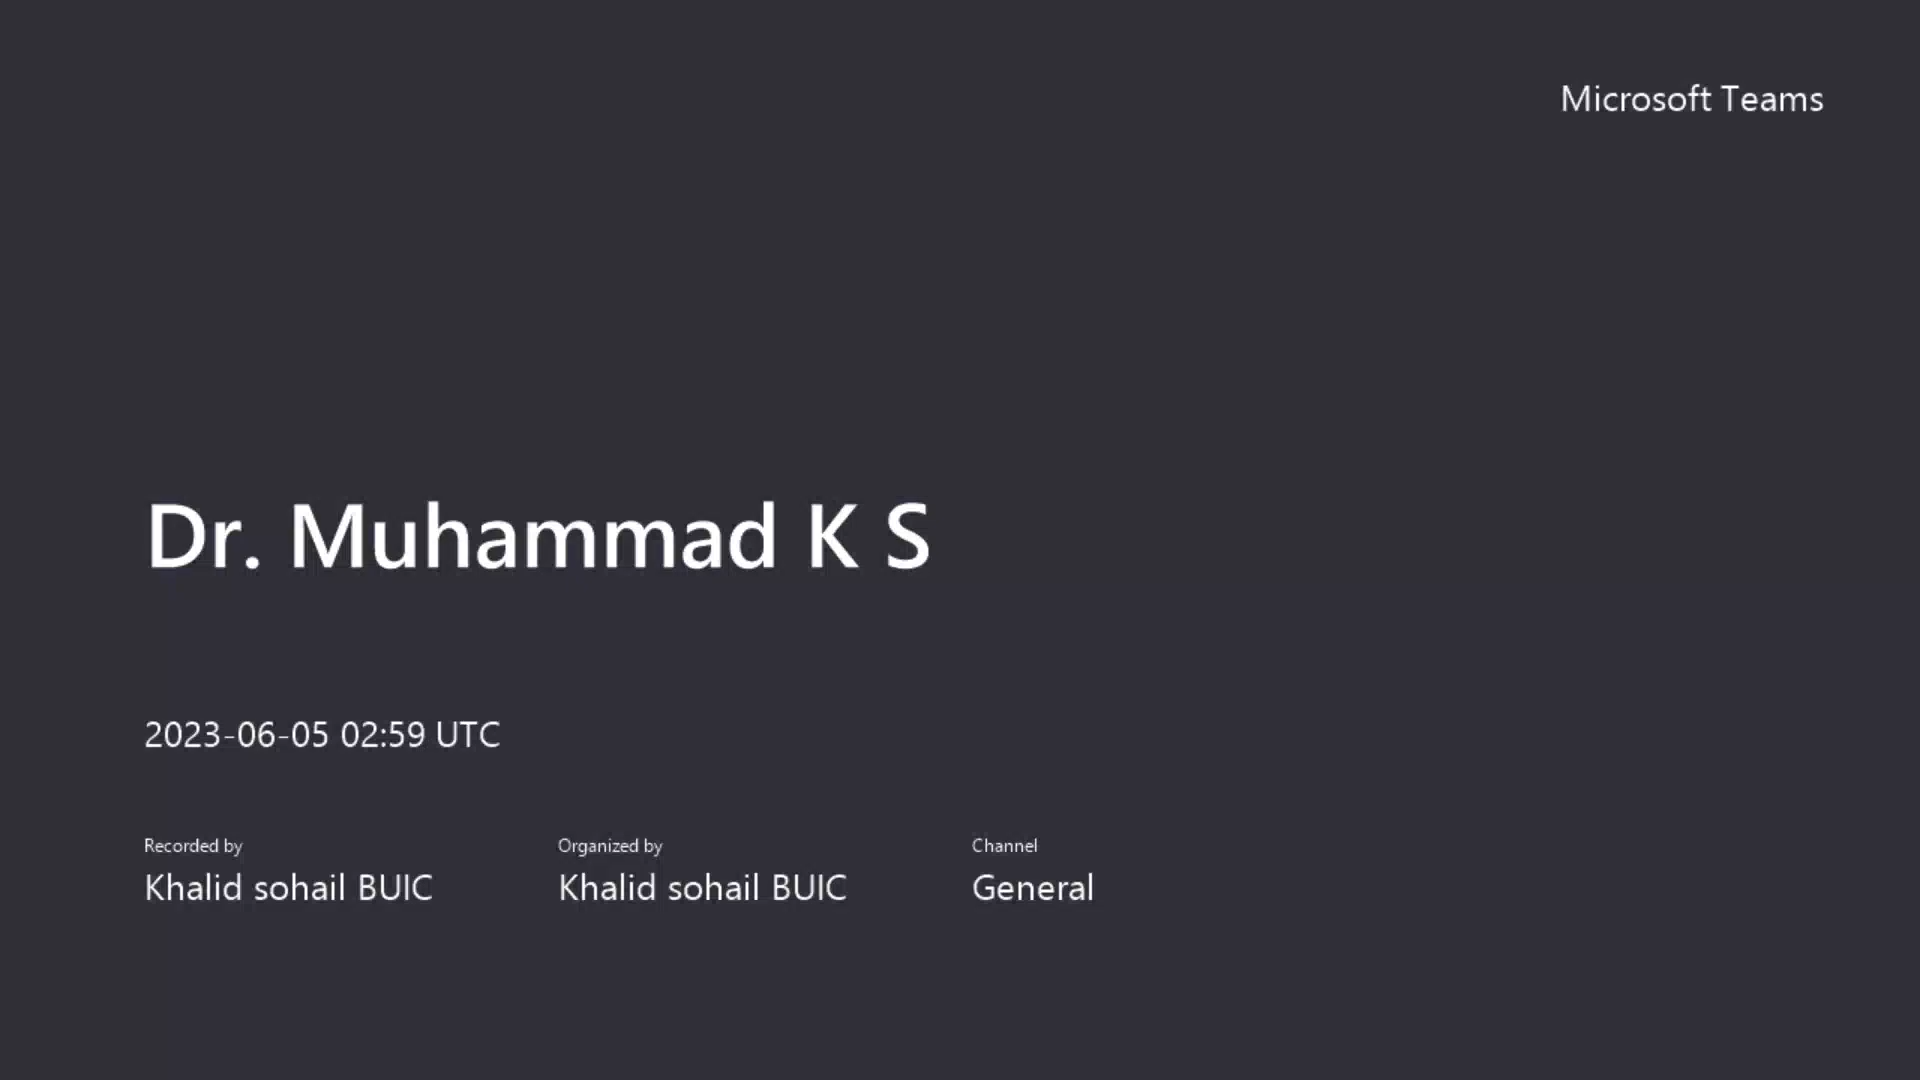 Microsoft Teams
Dr. Muhammad K S
2023-06-05 02:59 UTC
Recorded by
Khalid sohail BUIC
Organized by
Khalid sohail BUIC
Channel
General